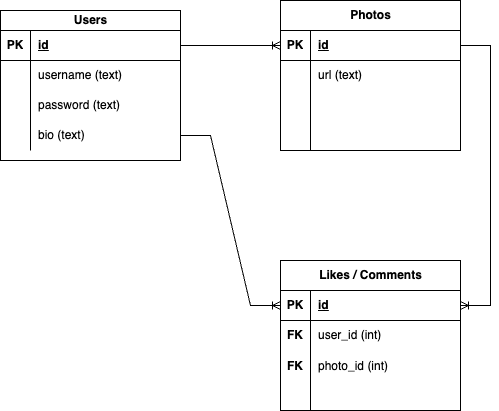 Users
PK id
username (text)
password (text)
bio (text)
Photos
PK id
url (text)
Likes / Comments
PK id
FK user_id (int)
FK photo_id (int)